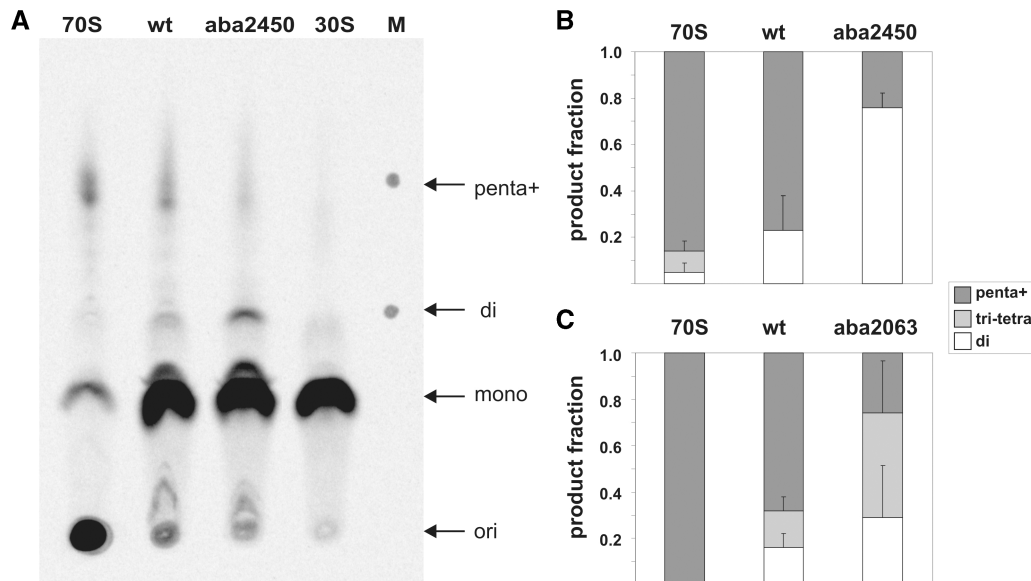 A
70S wt aba2450 30S M
penta+
di
mono
ori
B
70S wt aba2450
product fraction
1.0
0.8
0.6
0.4
0.2
penta+
tri-tetra
di
C
70S wt aba2063
product fraction
1.0
0.8
0.4
0.2